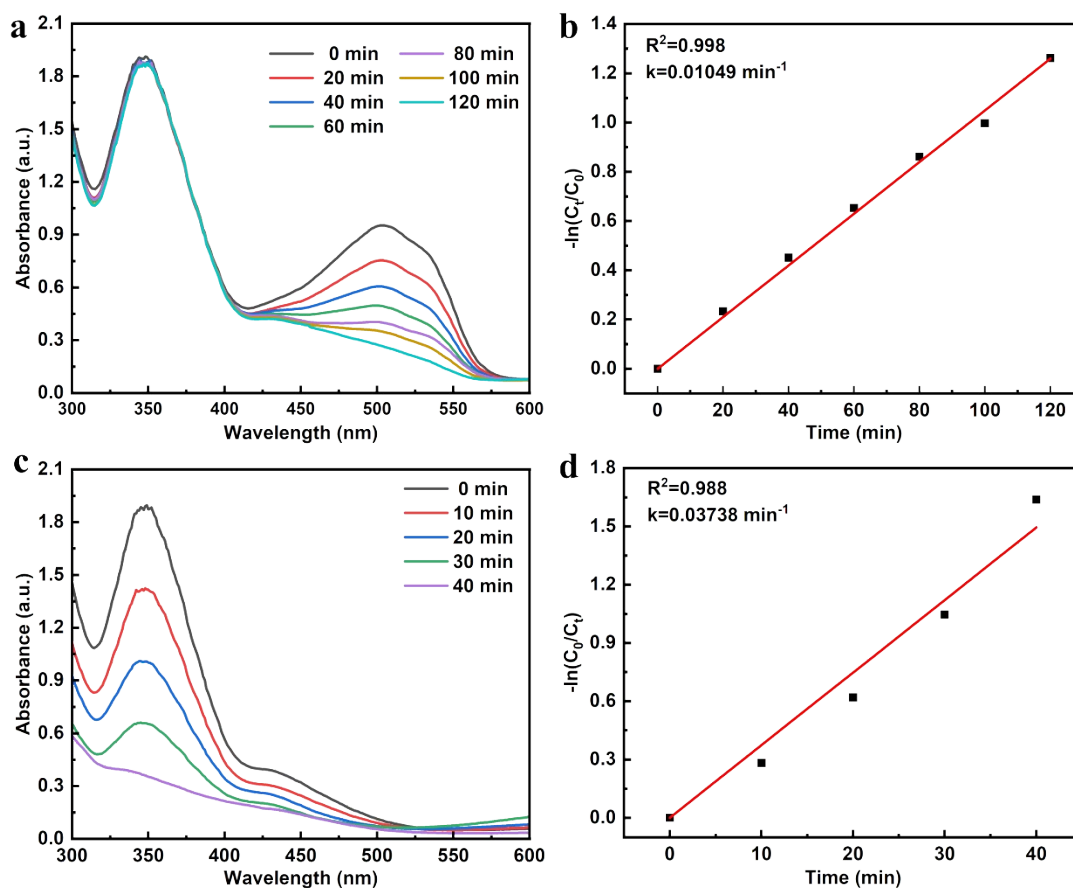 a
2.1
1.8
1.5
1.2
0.9
0.6
0.3
0.0
Absorbance (a.u.)
0 min
20 min
40 min
60 min
80 min
100 min
120 min
300 350 400 450 500 550 600
Wavelength (nm)
b
1.4
1.2
1.0
0.8
0.6
0.4
0.2
0.0
-ln(Cₜ/C₀)
R²=0.998
k=0.01049 min⁻¹
0 20 40 60 80 100 120
Time (min)
c
2.1
1.8
1.5
1.2
0.9
0.6
0.3
0.0
Absorbance (a.u.)
0 min
10 min
20 min
30 min
40 min
300 350 400 450 500 550 600
Wavelength (nm)
d
1.8
1.5
1.2
0.9
0.6
0.3
0.0
-ln(C₀/Cₜ)
R²=0.988
k=0.03738 min⁻¹
0 10 20 30 40
Time (min)